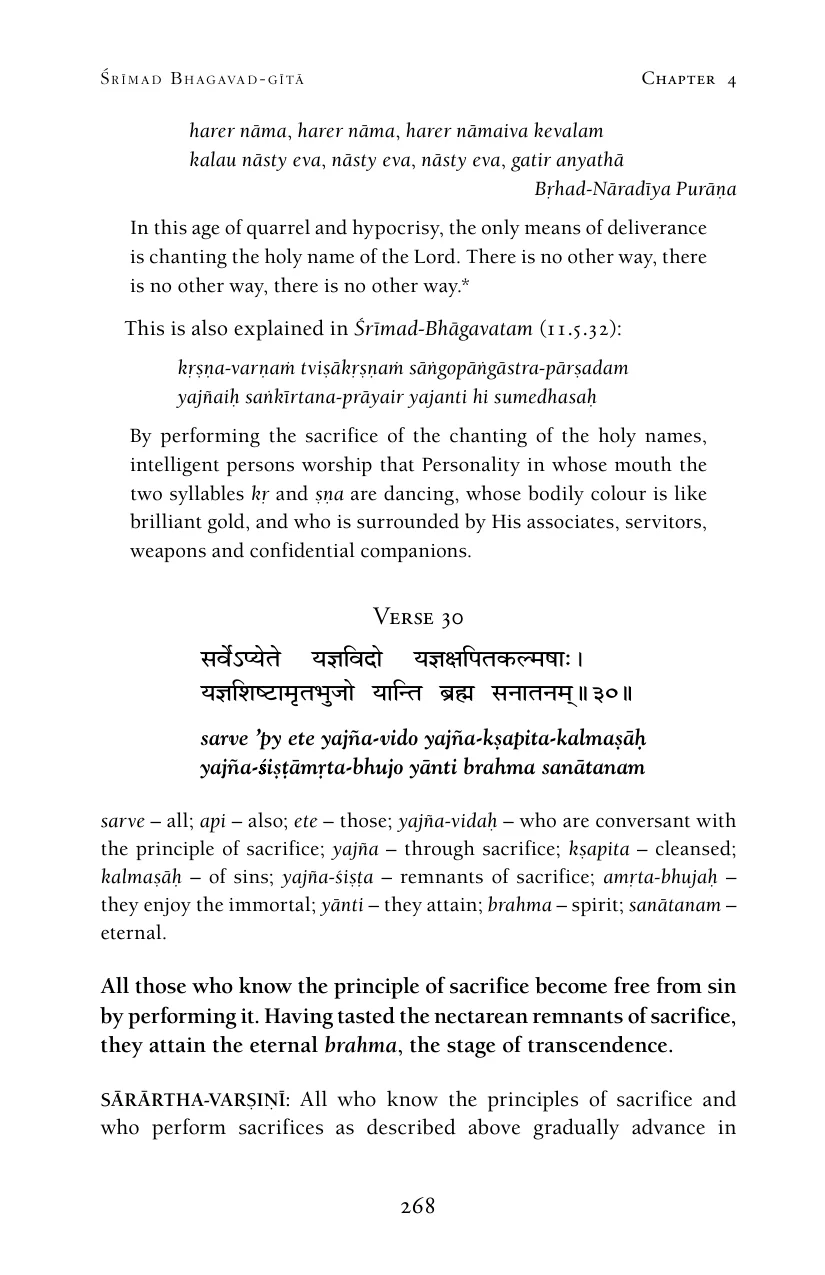 Śrīmad Bhagavad-gītā Chapter 4
harer nāma, harer nāma, harer nāmaiva kevalam
kalau nāsty eva, nāsty eva, nāsty eva, gatir anyathā
Bṛhad-Nāradīya Purāṇa
In this age of quarrel and hypocrisy, the only means of deliverance
is chanting the holy name of the Lord. There is no other way, there
is no other way, there is no other way.*
This is also explained in Śrīmad-Bhāgavatam (11.5.32):
kṛṣṇa-varṇaṁ tviṣākṛṣṇaṁ sāṅgopāṅgāstra-pārṣadam
yajñaiḥ saṅkīrtana-prāyair yajanti hi sumedhasaḥ
By performing the sacrifice of the chanting of the holy names,
intelligent persons worship that Personality in whose mouth the
two syllables kṛ and ṣṇa are dancing, whose bodily colour is like
brilliant gold, and who is surrounded by His associates, servitors,
weapons and confidential companions.
Verse 30
सर्वेऽप्येते यज्ञविदो यज्ञक्षपितकल्मषाः।
यज्ञशिष्टामृतभुजो यान्ति ब्रह्म सनातनम्॥३०॥
sarve ’py ete yajña-vido yajña-kṣapita-kalmaṣāḥ
yajña-śiṣṭāmṛta-bhujo yānti brahma sanātanam
sarve – all; api – also; ete – those; yajña-vidaḥ – who are conversant with
the principle of sacrifice; yajña – through sacrifice; kṣapita – cleansed;
kalmaṣāḥ – of sins; yajña-śiṣṭa – remnants of sacrifice; amṛta-bhujaḥ –
they enjoy the immortal; yānti – they attain; brahma – spirit; sanātanam –
eternal.
All those who know the principle of sacrifice become free from sin
by performing it. Having tasted the nectarean remnants of sacrifice,
they attain the eternal brahma, the stage of transcendence.
SĀRĀRTHA-VARṢIṆĪ: All who know the principles of sacrifice and
who perform sacrifices as described above gradually advance in
268